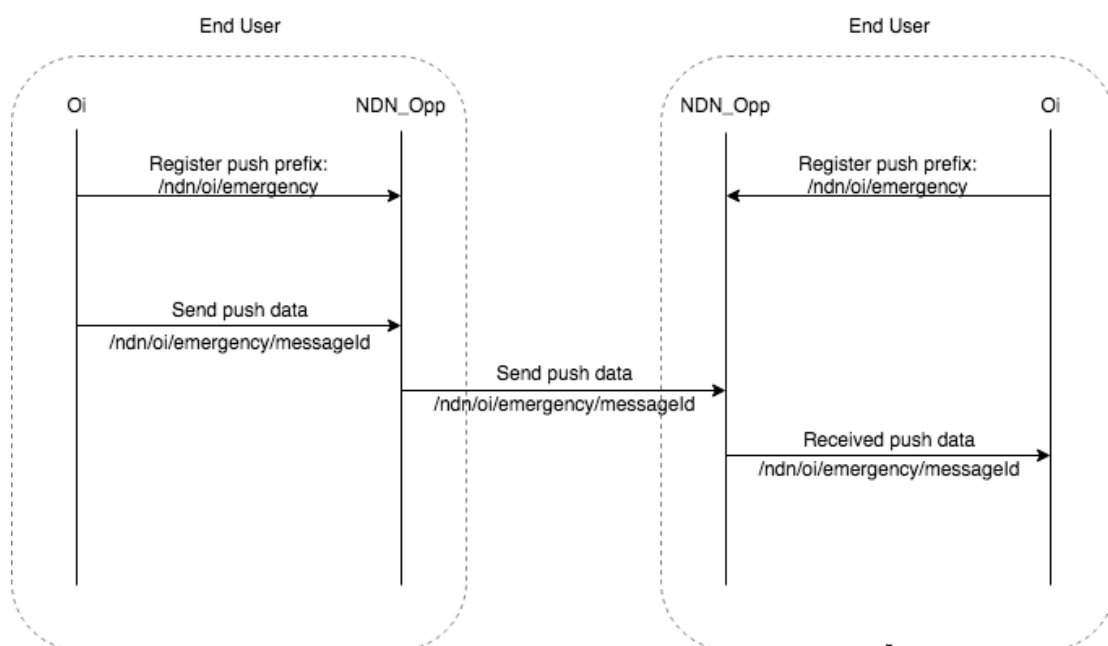 End User
End User
Oi
NDN_Opp
NDN_Opp
Oi
Register push prefix:
/ndn/oi/emergency
Register push prefix:
/ndn/oi/emergency
Send push data
/ndn/oi/emergency/messageId
Send push data
/ndn/oi/emergency/messageId
Received push data
/ndn/oi/emergency/messageId